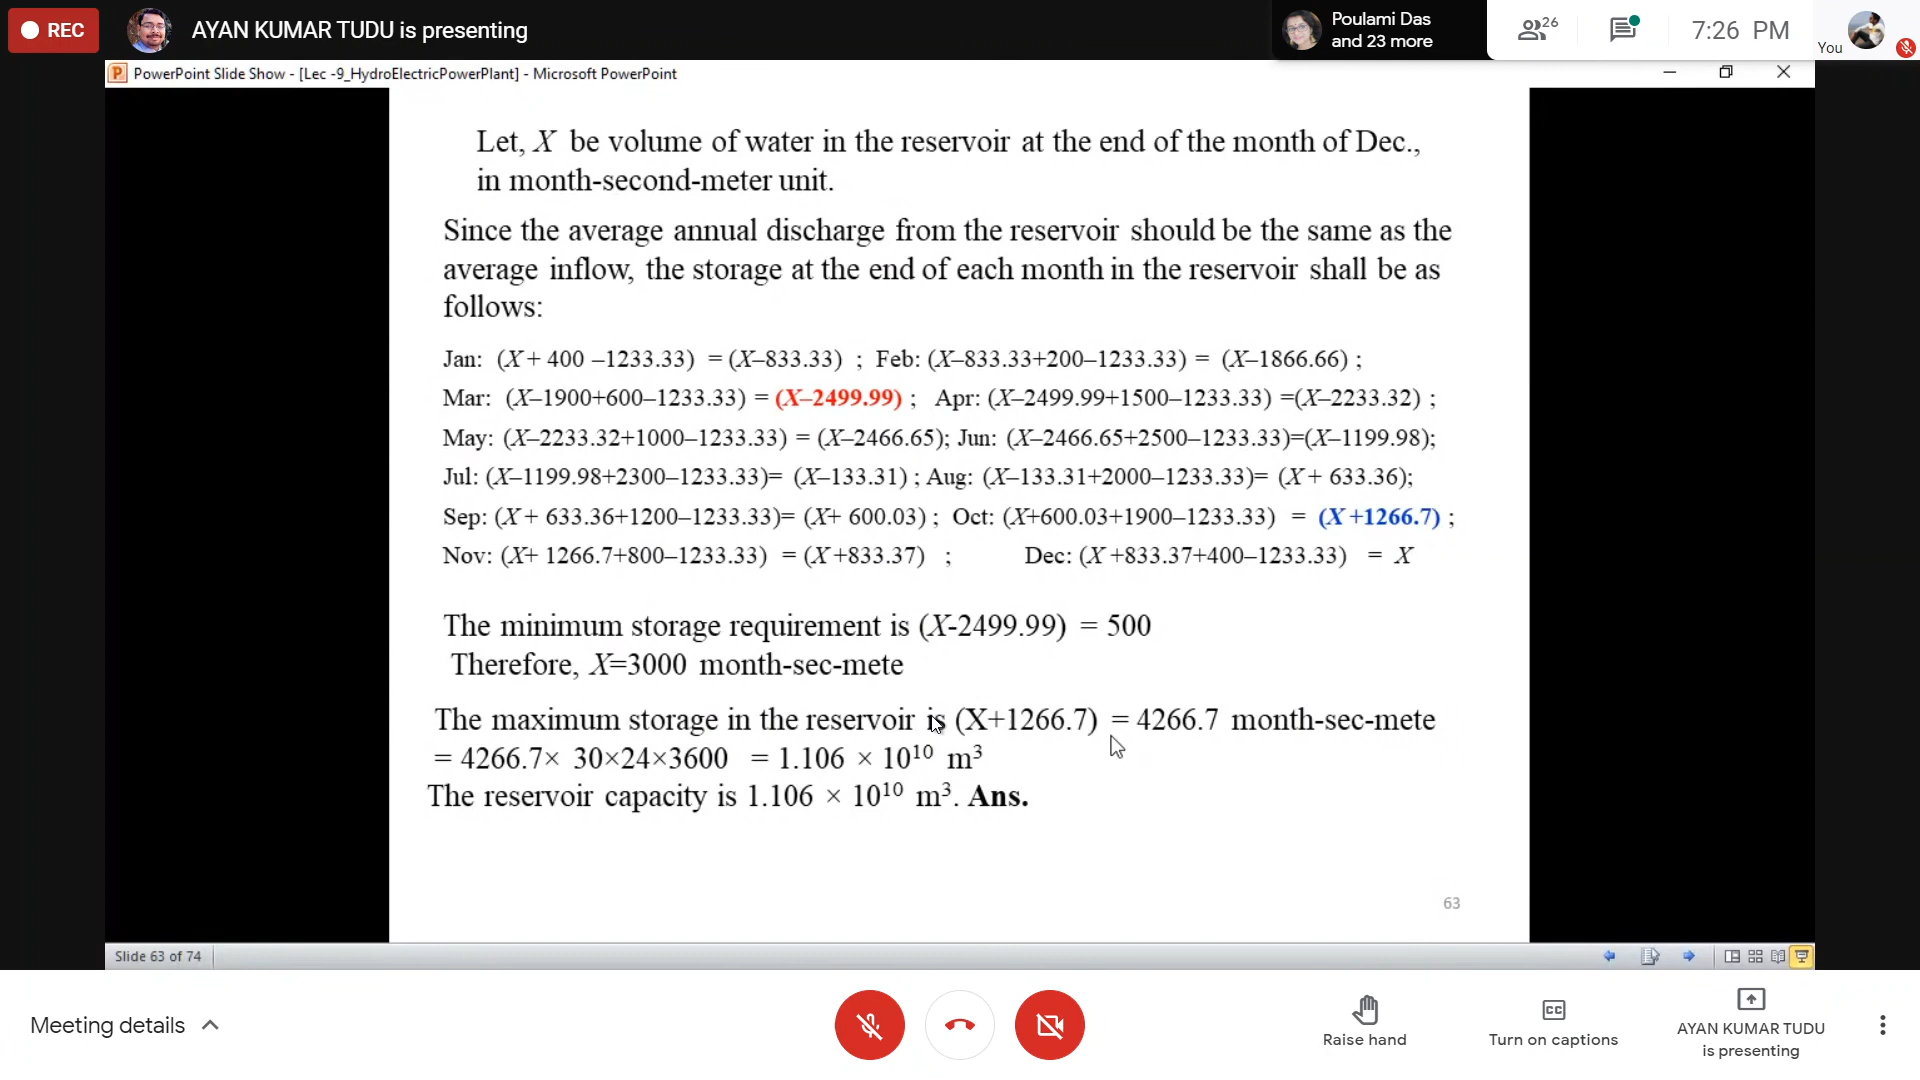 REC
AYAN KUMAR TUDU is presenting
Poulami Das
and 23 more
26
7:26 PM
You
PowerPoint Slide Show - [Lec -9_HydroElectricPowerPlant] - Microsoft PowerPoint
Let, X be volume of water in the reservoir at the end of the month of Dec.,
in month-second-meter unit.
Since the average annual discharge from the reservoir should be the same as the
average inflow, the storage at the end of each month in the reservoir shall be as
follows:
Jan: (X + 400 –1233.33) = (X–833.33) ; Feb: (X–833.33+200–1233.33) = (X–1866.66) ;
Mar: (X–1900+600–1233.33) = (X–2499.99) ; Apr: (X–2499.99+1500–1233.33) =(X–2233.32) ;
May: (X–2233.32+1000–1233.33) = (X–2466.65); Jun: (X–2466.65+2500–1233.33)=(X–1199.98);
Jul: (X–1199.98+2300–1233.33)= (X–133.31) ; Aug: (X–133.31+2000–1233.33)= (X + 633.36);
Sep: (X + 633.36+1200–1233.33)= (X+ 600.03) ; Oct: (X+600.03+1900–1233.33) = (X +1266.7) ;
Nov: (X+ 1266.7+800–1233.33) = (X +833.37) ; Dec: (X +833.37+400–1233.33) = X
The minimum storage requirement is (X-2499.99) = 500
Therefore, X=3000 month-sec-mete
The maximum storage in the reservoir is (X+1266.7) = 4266.7 month-sec-mete
= 4266.7× 30×24×3600 = 1.106 × 10¹⁰ m³
The reservoir capacity is 1.106 × 10¹⁰ m³. Ans.
63
Slide 63 of 74
Meeting details
Raise hand
Turn on captions
AYAN KUMAR TUDU
is presenting